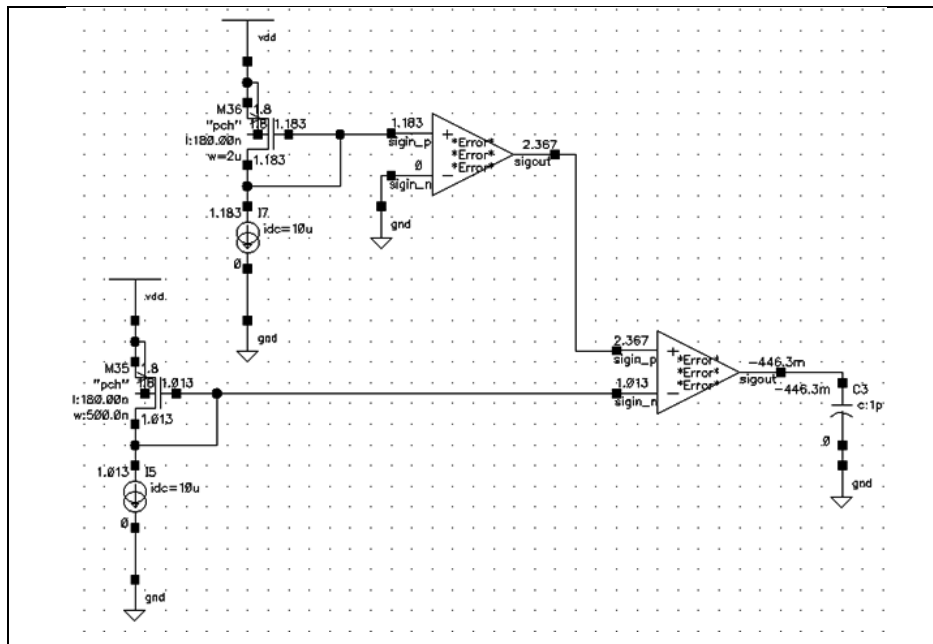 vdd
M36
1.8
"pch"
1.8
1.183
l:180.00n
w=2u
1.183
1.183
sigin_p
0
sigin_n
+
−
*Error*
*Error*
*Error*
2.367
sigout
gnd
1.183
I7
idc=10u
0
gnd
vdd
M35
1.8
"pch"
1.8
1.013
l:180.00n
w:500.0n
1.013
2.367
sigin_p
1.013
sigin_n
+
−
*Error*
*Error*
*Error*
-446.3m
sigout
-446.3m
C3
c:1p
0
gnd
1.013
I5
idc=10u
0
gnd